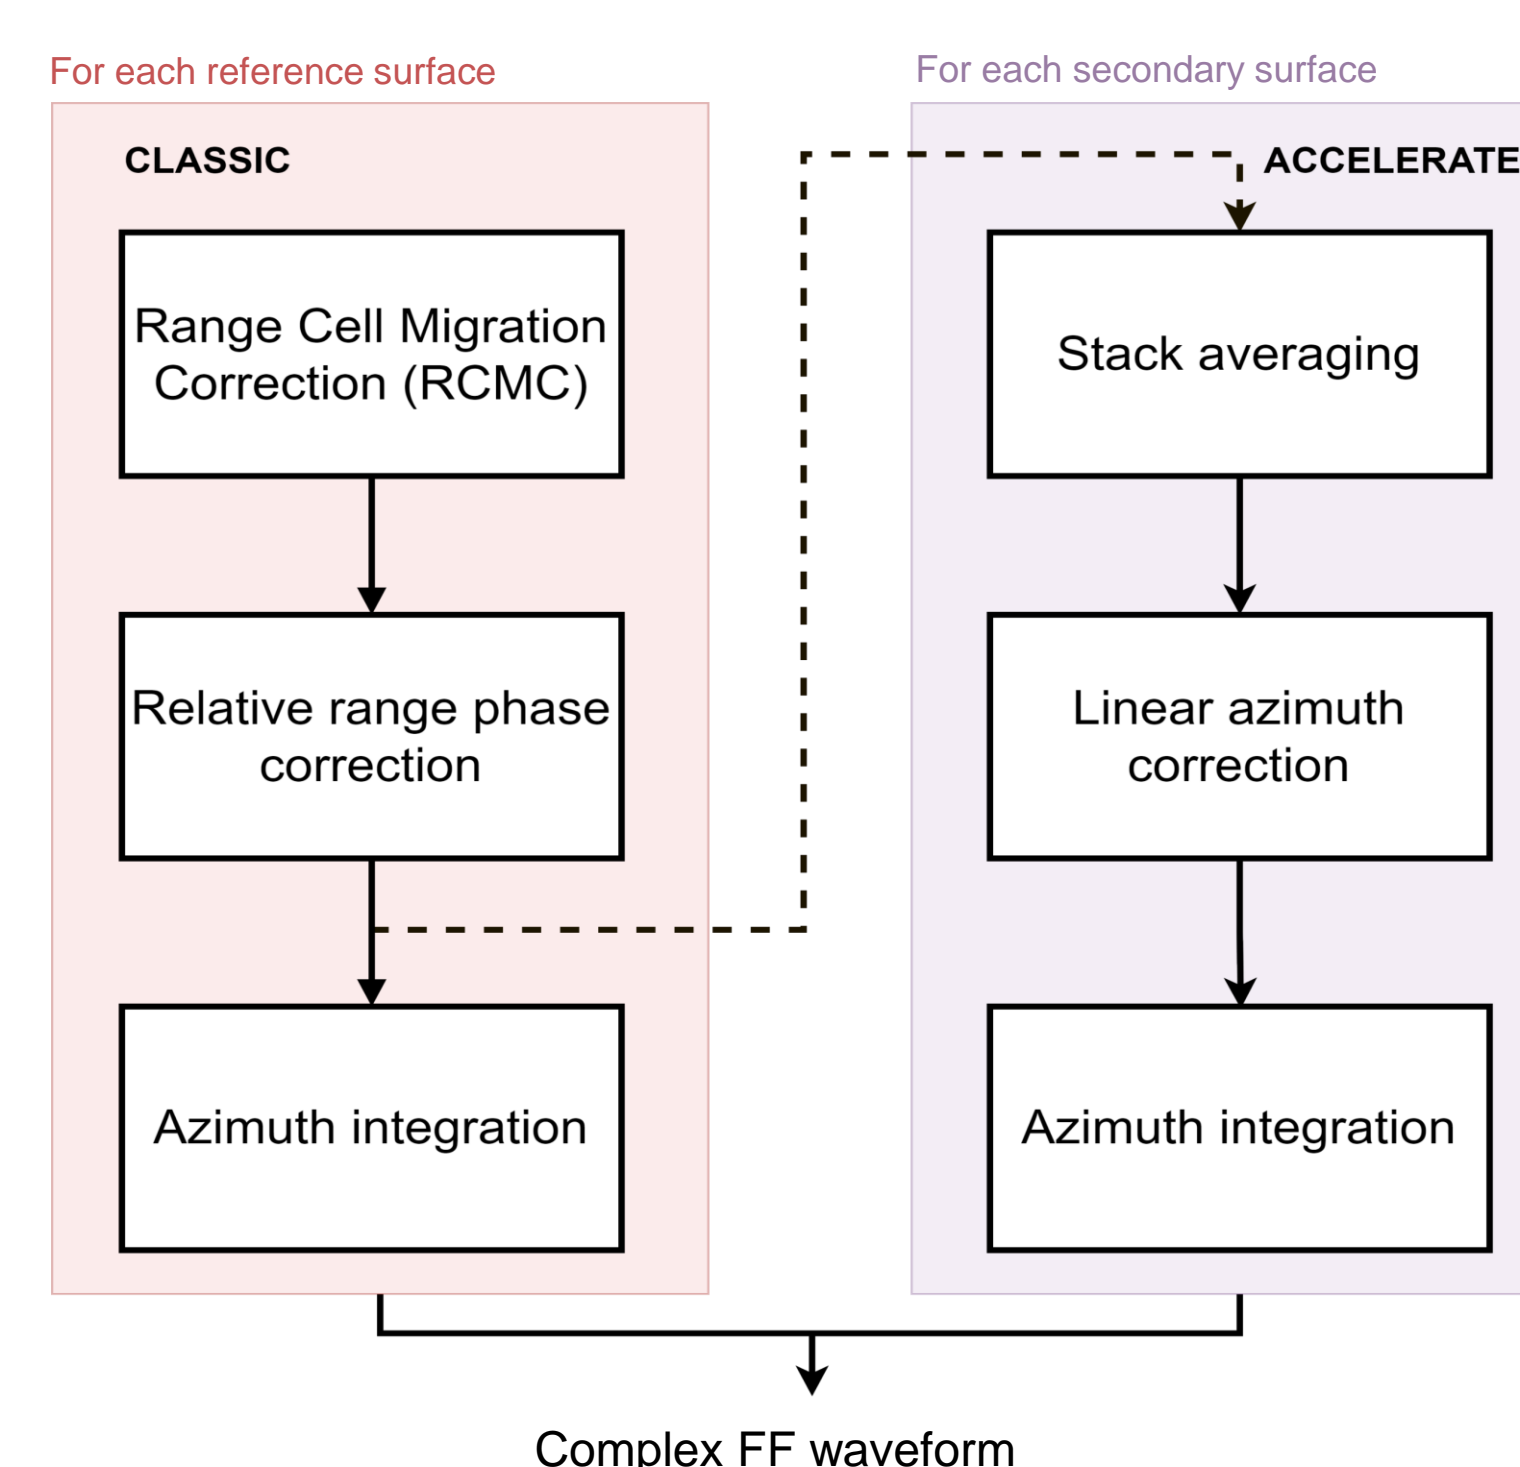 For each reference surface
CLASSIC
Range Cell Migration
Correction (RCMC)
Relative range phase
correction
Azimuth integration
For each secondary surface
ACCELERATE
Stack averaging
Linear azimuth
correction
Azimuth integration
Complex FF waveform